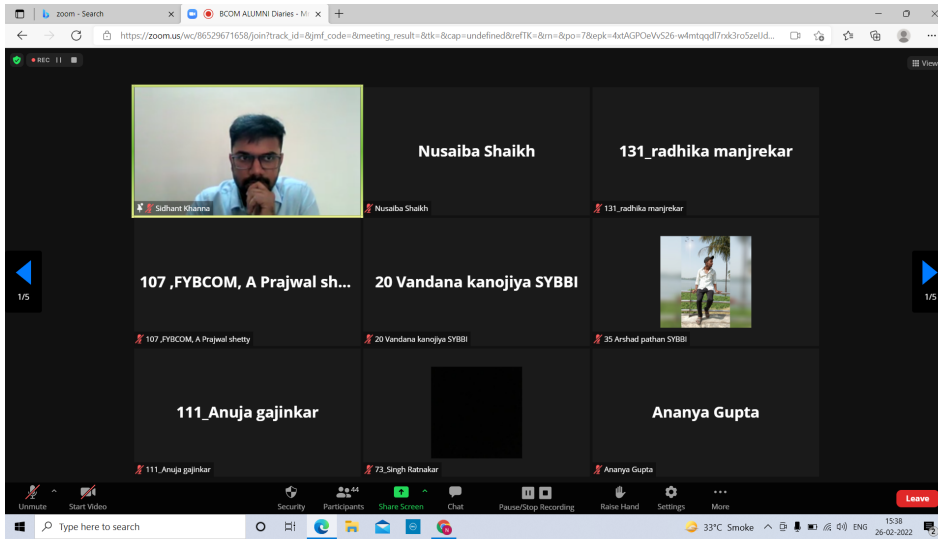 zoom - Search
BCOM ALUMNI Diaries - M
https://zoom.us/wc/86529671658/join?track_id=&jmf_code=&meeting_result=&tk=&cap=undefined&refTK=&rn=&po=7&epk=4xtAGPOeVvS26-w4mtqqdl7rxk3ro5zelJd...
REC
View
Sidhant Khanna
Nusaiba Shaikh
Nusaiba Shaikh
131_radhika manjrekar
131_radhika manjrekar
107 ,FYBCOM, A Prajwal sh...
107 ,FYBCOM, A Prajwal shetty
20 Vandana kanojiya SYBBI
20 Vandana kanojiya SYBBI
35 Arshad pathan SYBBI
1/5
1/5
111_Anuja gajinkar
111_Anuja gajinkar
73_Singh Ratnakar
Ananya Gupta
Ananya Gupta
Unmute
Start Video
Security
Participants
44
Share Screen
Chat
Pause/Stop Recording
Raise Hand
Settings
More
Leave
Type here to search
33°C Smoke
ENG
15:38
26-02-2022
2